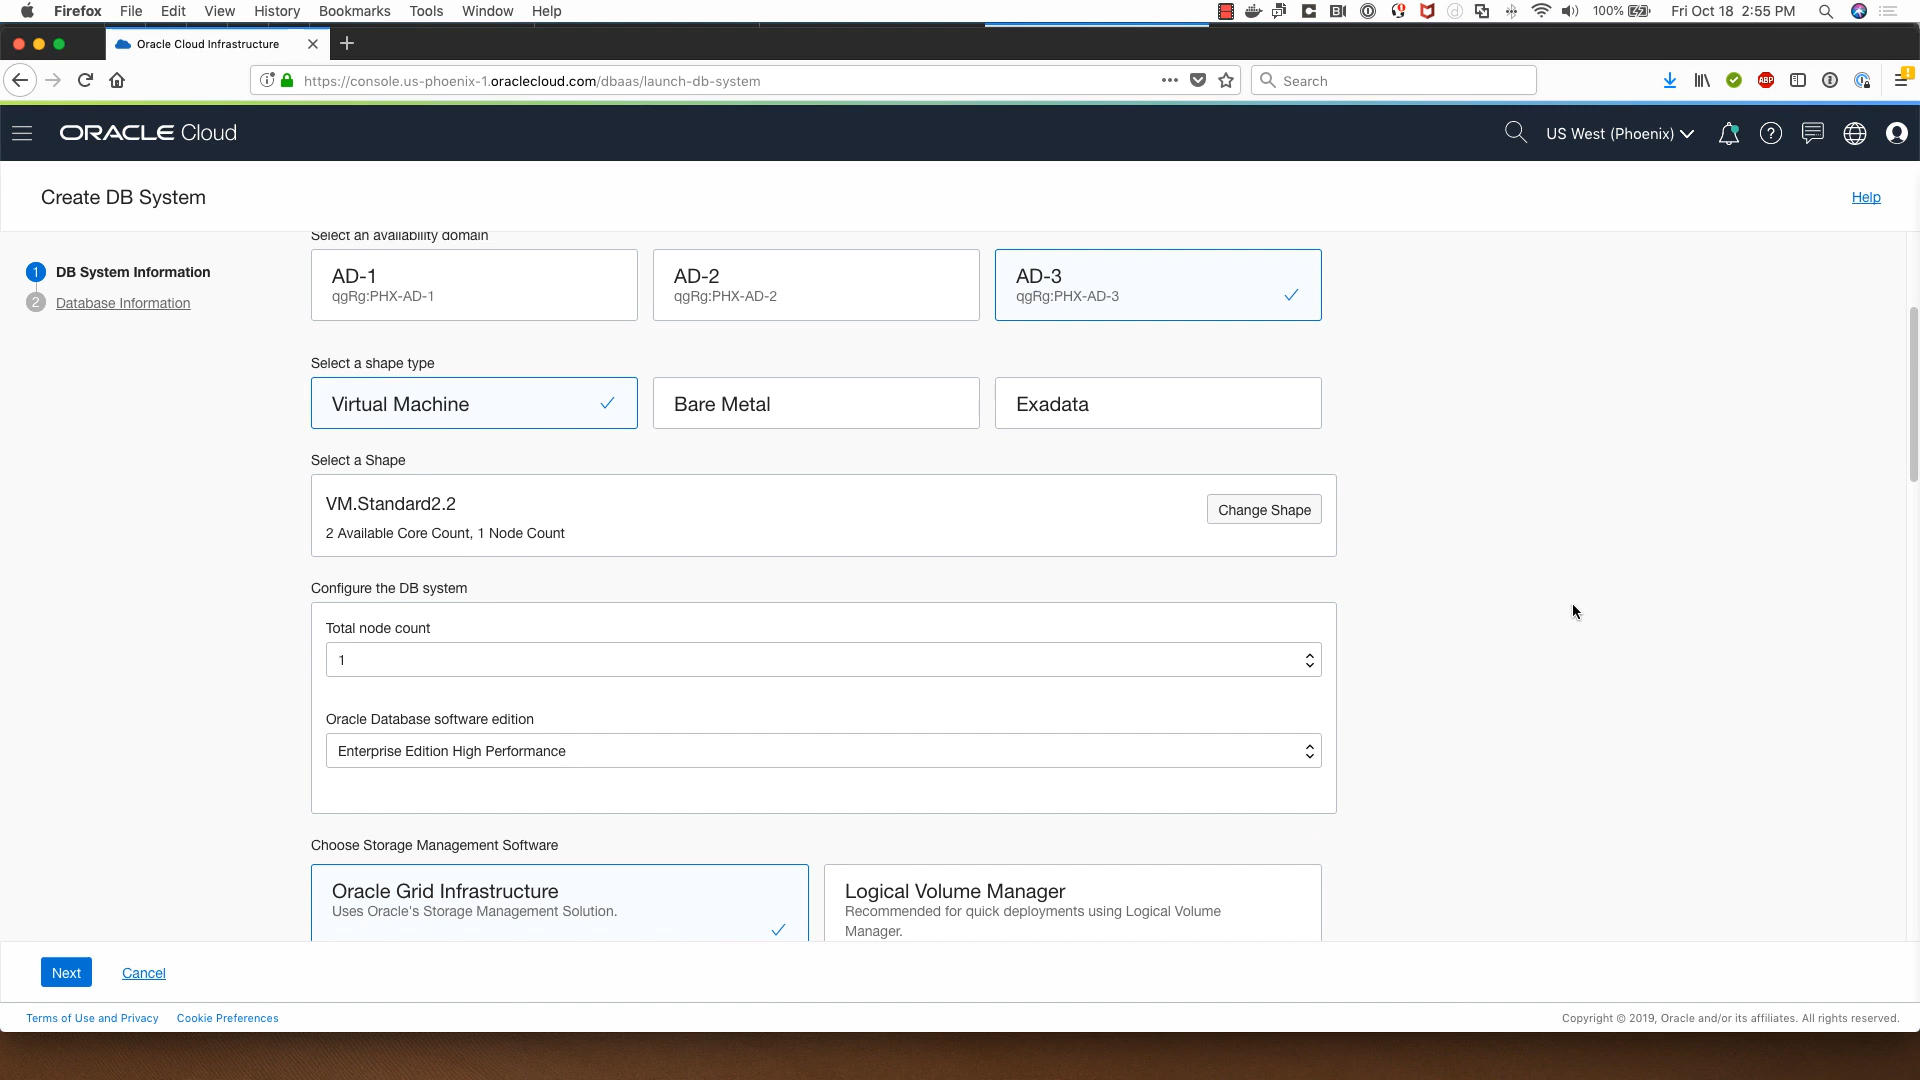 Firefox File Edit View History Bookmarks Tools Window Help 100% Fri Oct 18 2:55 PM
Oracle Cloud Infrastructure
https://console.us-phoenix-1.oraclecloud.com/dbaas/launch-db-system
Search
ABP
ORACLE Cloud
US West (Phoenix)
Create DB System
Help
1 DB System Information
2 Database Information
Select an availability domain
AD-1
qgRg:PHX-AD-1
AD-2
qgRg:PHX-AD-2
AD-3
qgRg:PHX-AD-3
Select a shape type
Virtual Machine
Bare Metal
Exadata
Select a Shape
VM.Standard2.2
2 Available Core Count, 1 Node Count
Change Shape
Configure the DB system
Total node count
1
Oracle Database software edition
Enterprise Edition High Performance
Choose Storage Management Software
Oracle Grid Infrastructure
Uses Oracle's Storage Management Solution.
Logical Volume Manager
Recommended for quick deployments using Logical Volume
Manager.
Next
Cancel
Terms of Use and Privacy
Cookie Preferences
Copyright © 2019, Oracle and/or its affiliates. All rights reserved.